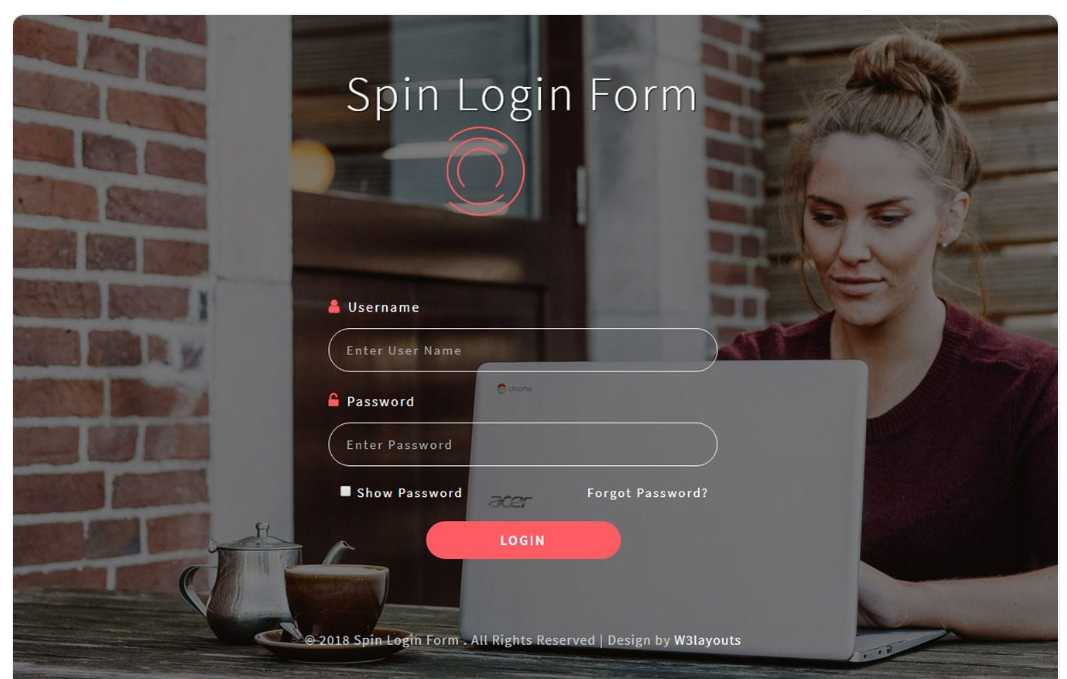 Spin Login Form
Username
Enter User Name
chrome
Password
Enter Password
Show Password
Forgot Password?
acer
LOGIN
© 2018 Spin Login Form . All Rights Reserved | Design by W3layouts